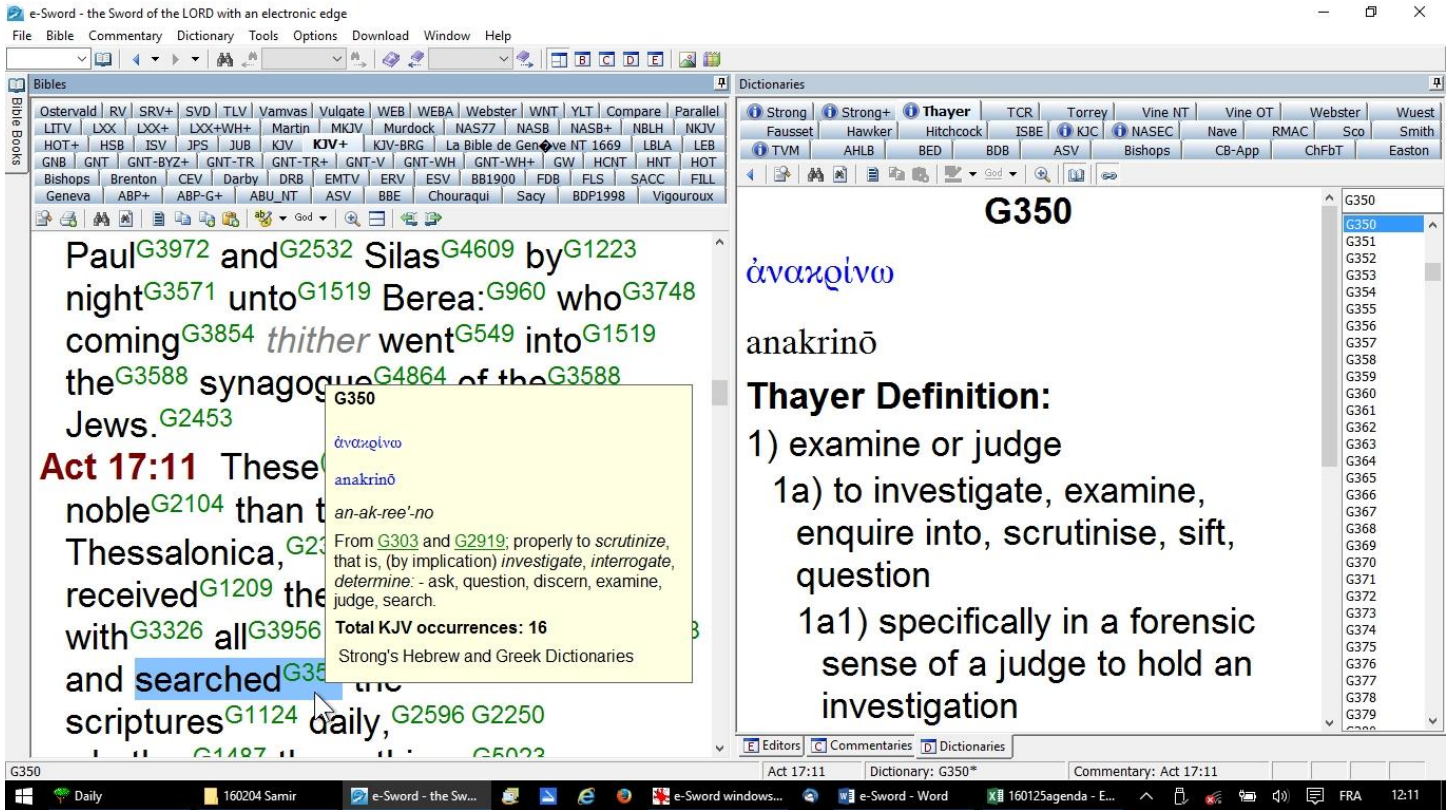 e-Sword - the Sword of the LORD with an electronic edge
File Bible Commentary Dictionary Tools Options Download Window Help
B C D E
Bibles
Bible Books
Ostervald RV SRV+ SVD TLV Vamvas Vulgate WEB WEBA Webster WNT YLT Compare Parallel
LITV LXX LXX+ LXX+WH+ Martin MKJV Murdock NAS77 NASB NASB+ NBLH NKJV
HOT+ HSB ISV JPS JUB KJV KJV+ KJV-BRG La Bible de Gen�ve NT 1669 LBLA LEB
GNB GNT GNT-BYZ+ GNT-TR GNT-TR+ GNT-V GNT-WH GNT-WH+ GW HCNT HNT HOT
Bishops Brenton CEV Darby DRB EMTV ERV ESV BB1900 FDB FLS SACC FILL
Geneva ABP+ ABP-G+ ABU_NT ASV BBE Chouraqui Sacy BDP1998 Vigouroux
God
Paul G3972 and G2532 Silas G4609 by G1223
night G3571 unto G1519 Berea: G960 who G3748
coming G3854 thither went G549 into G1519
the G3588 synagogue G4864 of the G3588
Jews. G2453
Act 17:11 These
noble G2104 than
Thessalonica,
received G1209 the
with G3326 all G3956
and searched the
scriptures G1124 daily, G2596 G2250
G350
ἀνακρίνω
anakrinō
an-ak-ree'-no
From G303 and G2919; properly to scrutinize,
that is, (by implication) investigate, interrogate,
determine: - ask, question, discern, examine,
judge, search.
Total KJV occurrences: 16
Strong's Hebrew and Greek Dictionaries
Dictionaries
Strong Strong+ Thayer TCR Torrey Vine NT Vine OT Webster Wuest
Fausset Hawker Hitchcock ISBE KJC NASEC Nave RMAC Sco Smith
TVM AHLB BED BDB ASV Bishops CB-App ChFbT Easton
God
G350
ἀνακρίνω
anakrinō
Thayer Definition:
1) examine or judge
1a) to investigate, examine,
enquire into, scrutinise, sift,
question
1a1) specifically in a forensic
sense of a judge to hold an
investigation
G350
G350
G351
G352
G353
G354
G355
G356
G357
G358
G359
G360
G361
G362
G363
G364
G365
G366
G367
G368
G369
G370
G371
G372
G373
G374
G375
G376
G377
G378
G379
E Editors C Commentaries D Dictionaries
G350 Act 17:11 Dictionary: G350* Commentary: Act 17:11
Daily 160204 Samir e-Sword - the Sw... e-Sword windows... e-Sword - Word 160125agenda - E... FRA 12:11